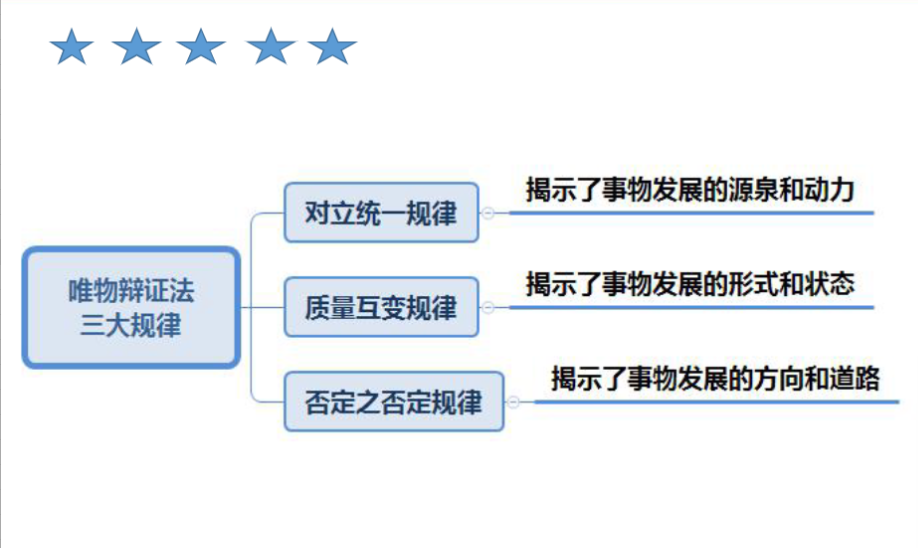 唯物辩证法
三大规律
对立统一规律
揭示了事物发展的源泉和动力
质量互变规律
揭示了事物发展的形式和状态
否定之否定规律
揭示了事物发展的方向和道路